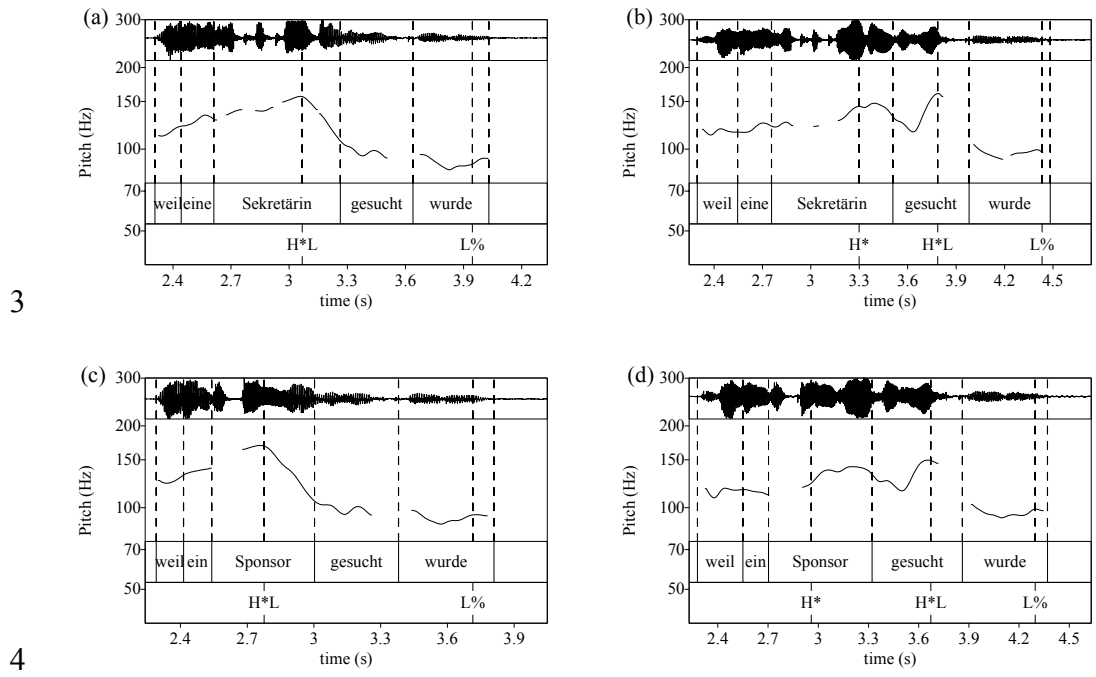 (a)
300
200
150
100
70
50
Pitch (Hz)
weil eine Sekretärin gesucht wurde
H*L L%
2.4 2.7 3 3.3 3.6 3.9 4.2
time (s)
(b)
300
200
150
100
70
50
Pitch (Hz)
weil eine Sekretärin gesucht wurde
H* H*L L%
2.4 2.7 3 3.3 3.6 3.9 4.2 4.5
time (s)
3
(c)
300
200
150
100
70
50
Pitch (Hz)
weil ein Sponsor gesucht wurde
H*L L%
2.4 2.7 3 3.3 3.6 3.9
time (s)
(d)
300
200
150
100
70
50
Pitch (Hz)
weil ein Sponsor gesucht wurde
H* H*L L%
2.4 2.7 3 3.3 3.6 3.9 4.2 4.5
time (s)
4